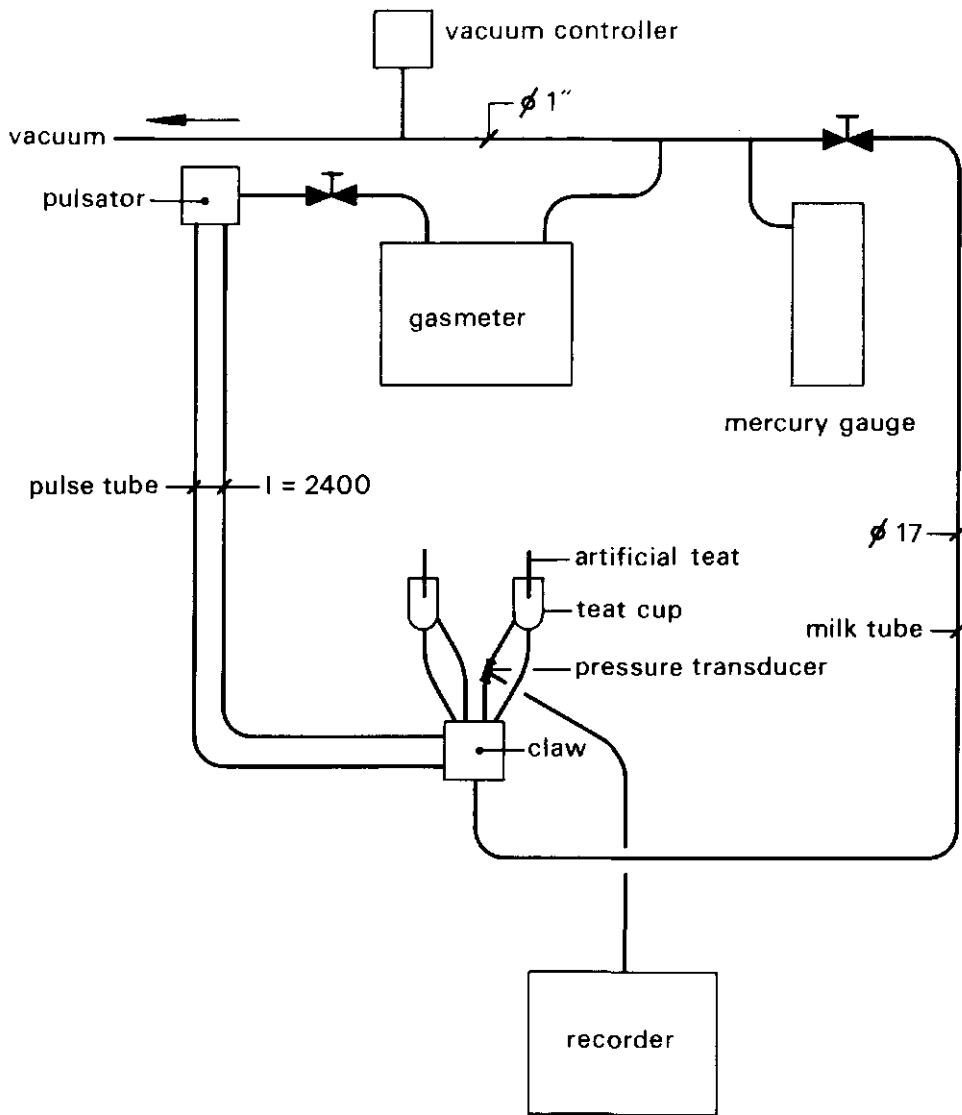 vacuum controller
ϕ 1″
vacuum
pulsator
gasmeter
mercury gauge
pulse tube
l = 2400
ϕ 17
artificial teat
teat cup
milk tube
pressure transducer
claw
recorder